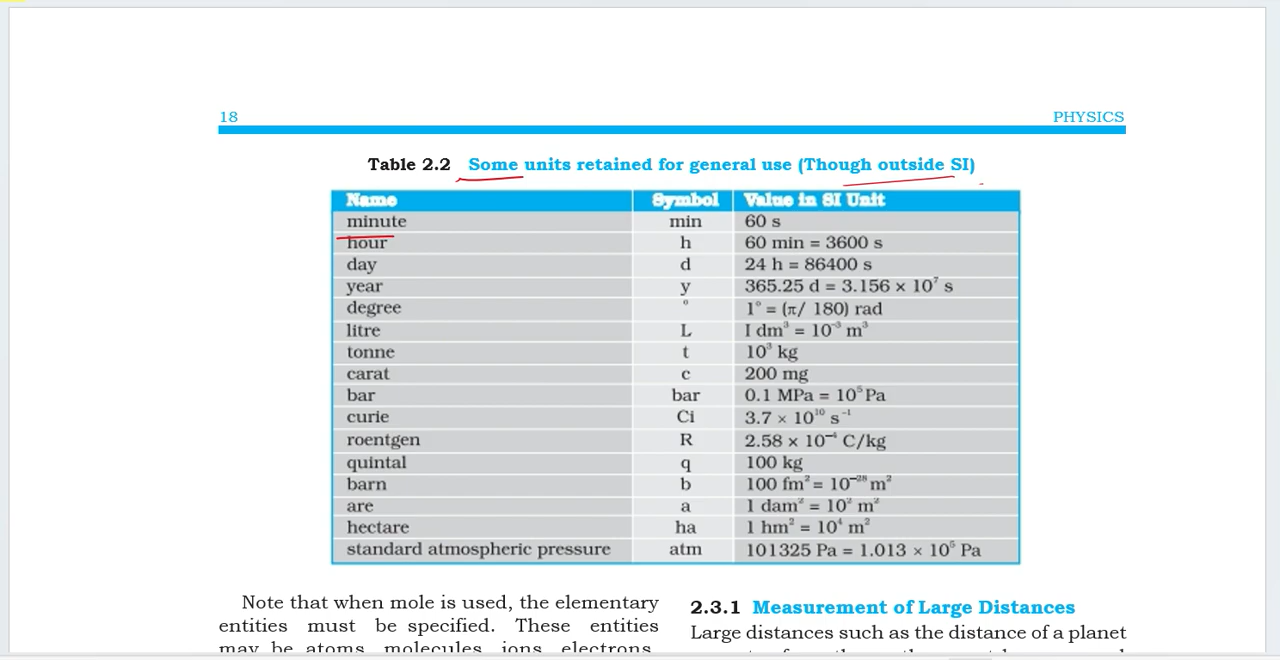 18 PHYSICS
Table 2.2 Some units retained for general use (Though outside SI)
Name Symbol Value in SI Unit
minute min 60 s
hour h 60 min = 3600 s
day d 24 h = 86400 s
year y 365.25 d = 3.156 × 10⁷ s
degree ° 1° = (π/ 180) rad
litre L I dm³ = 10⁻³ m³
tonne t 10³ kg
carat c 200 mg
bar bar 0.1 MPa = 10⁵ Pa
curie Ci 3.7 × 10¹⁰ s⁻¹
roentgen R 2.58 × 10⁻⁴ C/kg
quintal q 100 kg
barn b 100 fm² = 10⁻²⁸ m²
are a 1 dam² = 10² m²
hectare ha 1 hm² = 10⁴ m²
standard atmospheric pressure atm 101325 Pa = 1.013 × 10⁵ Pa
Note that when mole is used, the elementary
entities must be specified. These entities
may be atoms, molecules, ions, electrons,
2.3.1 Measurement of Large Distances
Large distances such as the distance of a planet